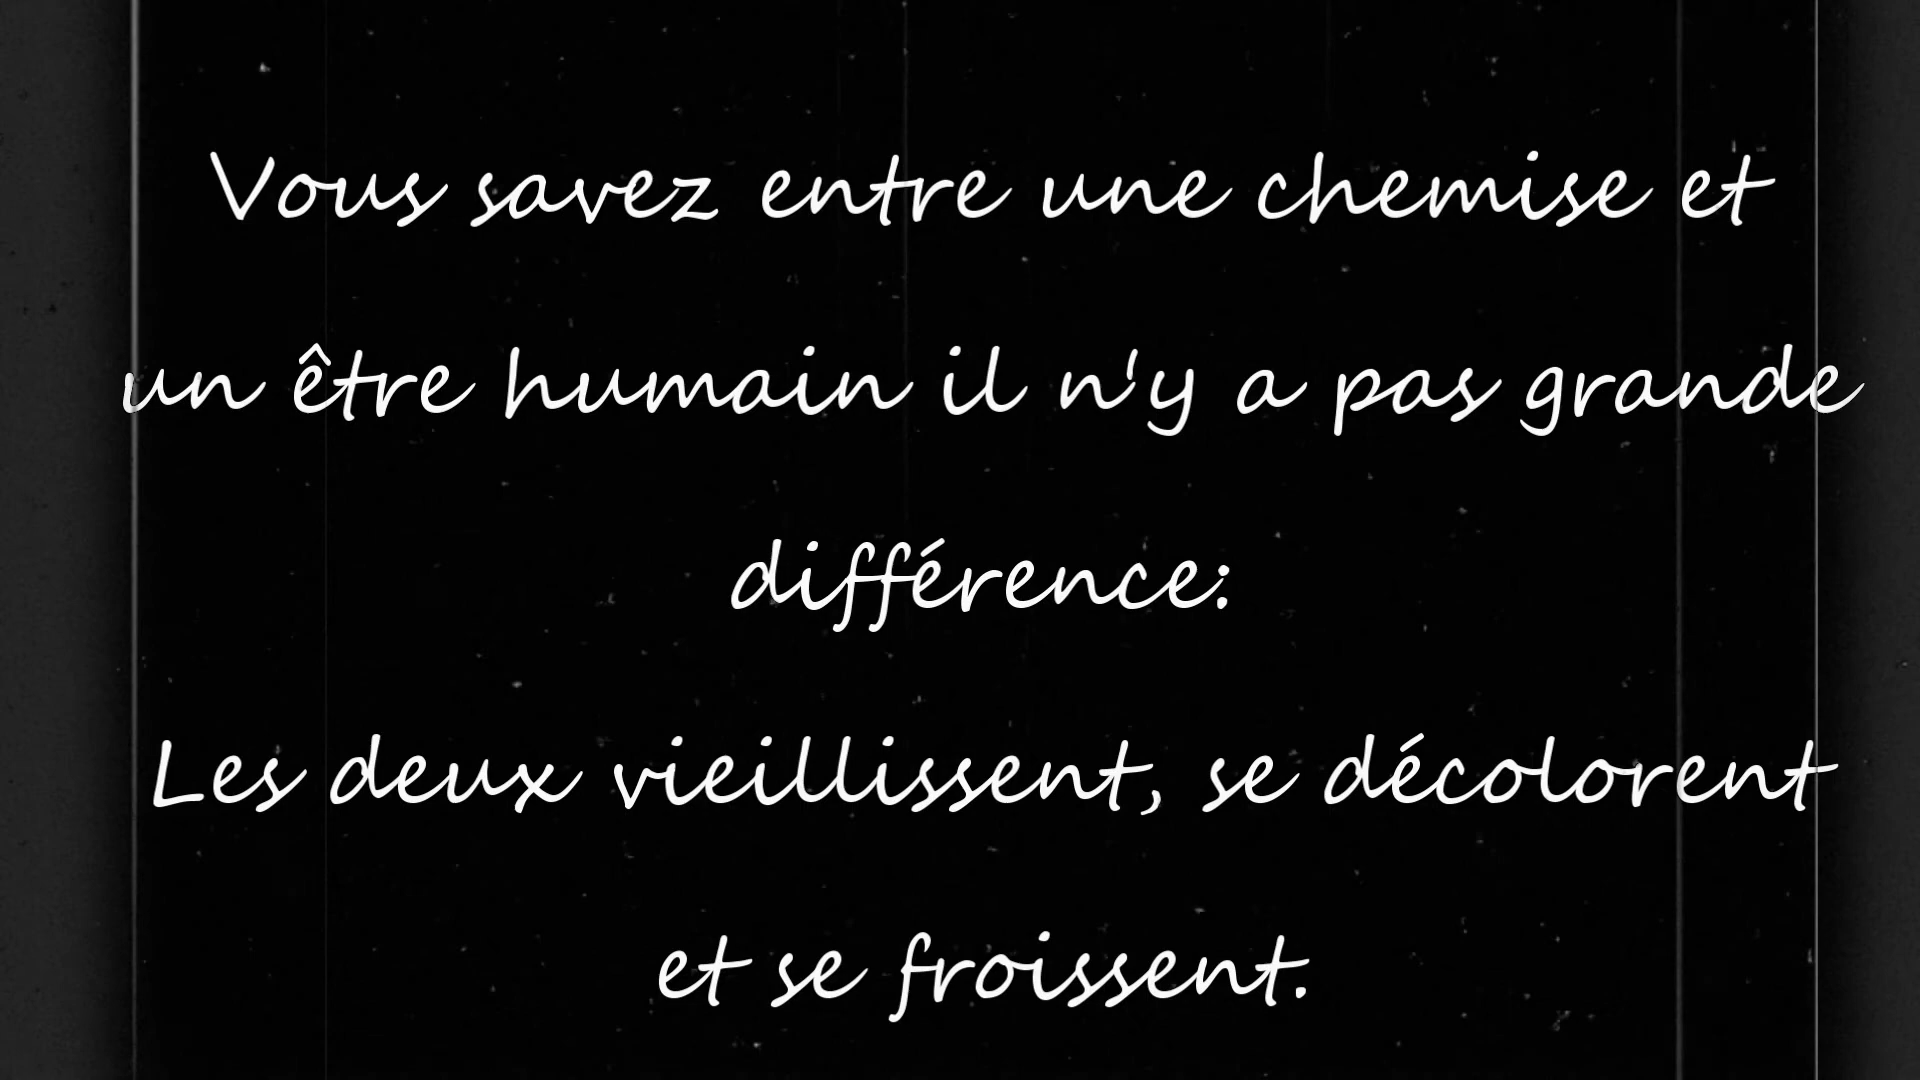 Vous savez entre une chemise et
un être humain il n'y a pas grande
différence:
Les deux vieillissent, se décolorent
et se froissent.